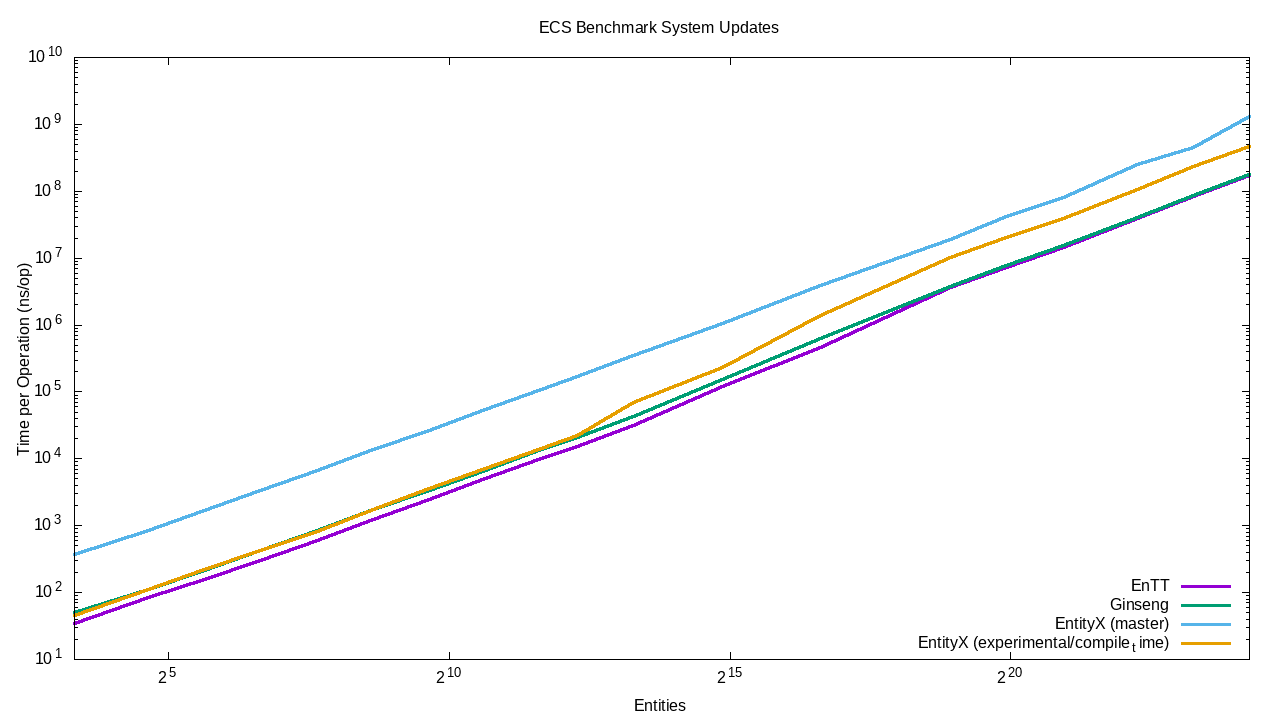 ECS Benchmark System Updates
10^10
10^9
10^8
10^7
10^6
10^5
10^4
10^3
10^2
10^1
Time per Operation (ns/op)
EnTT
Ginseng
EntityX (master)
EntityX (experimental/compile_time)
2^5
2^10
2^15
2^20
Entities